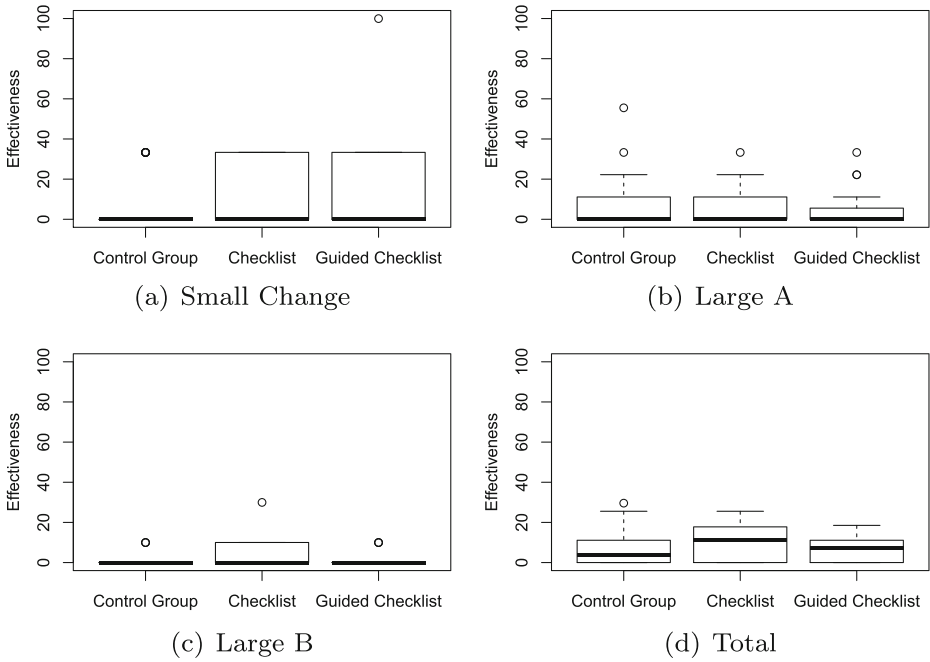 100
80
60
40
20
0
Effectiveness
Control Group Checklist Guided Checklist
(a) Small Change
100
80
60
40
20
0
Effectiveness
Control Group Checklist Guided Checklist
(b) Large A
100
80
60
40
20
0
Effectiveness
Control Group Checklist Guided Checklist
(c) Large B
100
80
60
40
20
0
Effectiveness
Control Group Checklist Guided Checklist
(d) Total